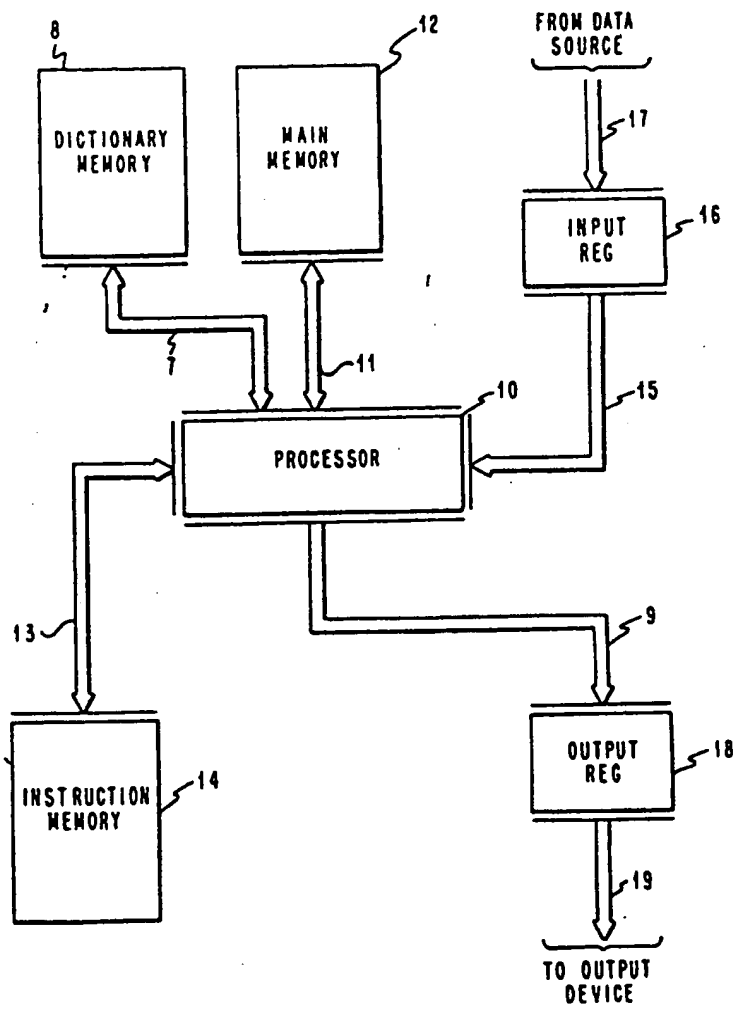 8
DICTIONARY
MEMORY
12
MAIN
MEMORY
FROM DATA
SOURCE
17
INPUT
REG
16
7
11
15
10
PROCESSOR
13
9
INSTRUCTION
MEMORY
14
OUTPUT
REG
18
19
TO OUTPUT
DEVICE